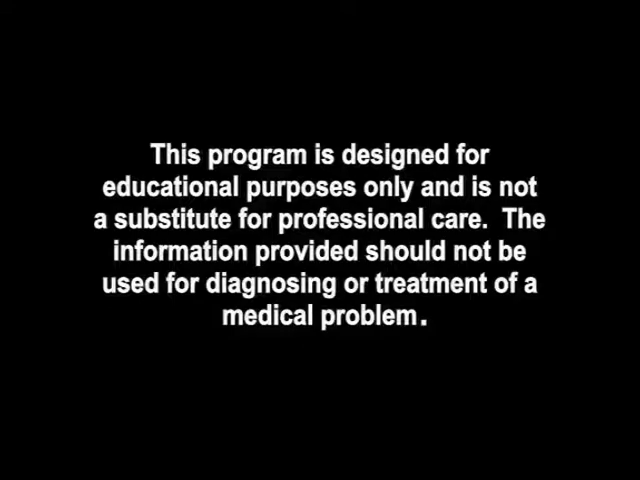 This program is designed for
educational purposes only and is not
a substitute for professional care.  The
information provided should not be
used for diagnosing or treatment of a
medical problem.